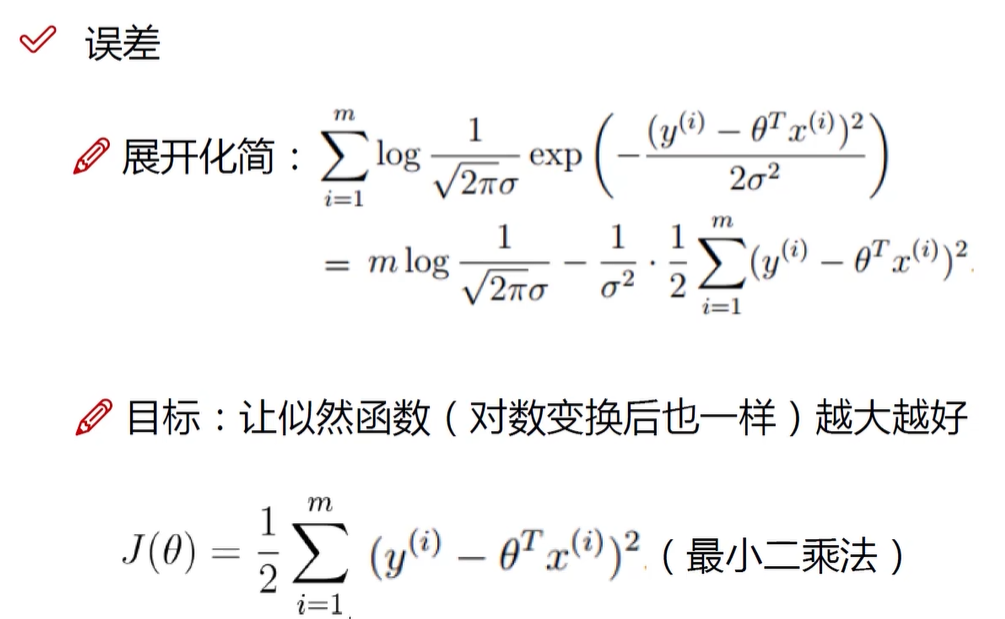 误差
展开化简： \sum_{i=1}^{m} \log \frac{1}{\sqrt{2\pi}\sigma} \exp\left(-\frac{(y^{(i)} - \theta^T x^{(i)})^2}{2\sigma^2}\right)
= m \log \frac{1}{\sqrt{2\pi}\sigma} - \frac{1}{\sigma^2} \cdot \frac{1}{2} \sum_{i=1}^{m} (y^{(i)} - \theta^T x^{(i)})^2.
目标：让似然函数（对数变换后也一样）越大越好
J(\theta) = \frac{1}{2} \sum_{i=1}^{m} (y^{(i)} - \theta^T x^{(i)})^2. （最小二乘法）